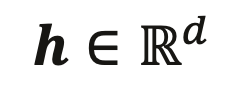 𝒉 ∈ ℝ^𝑑